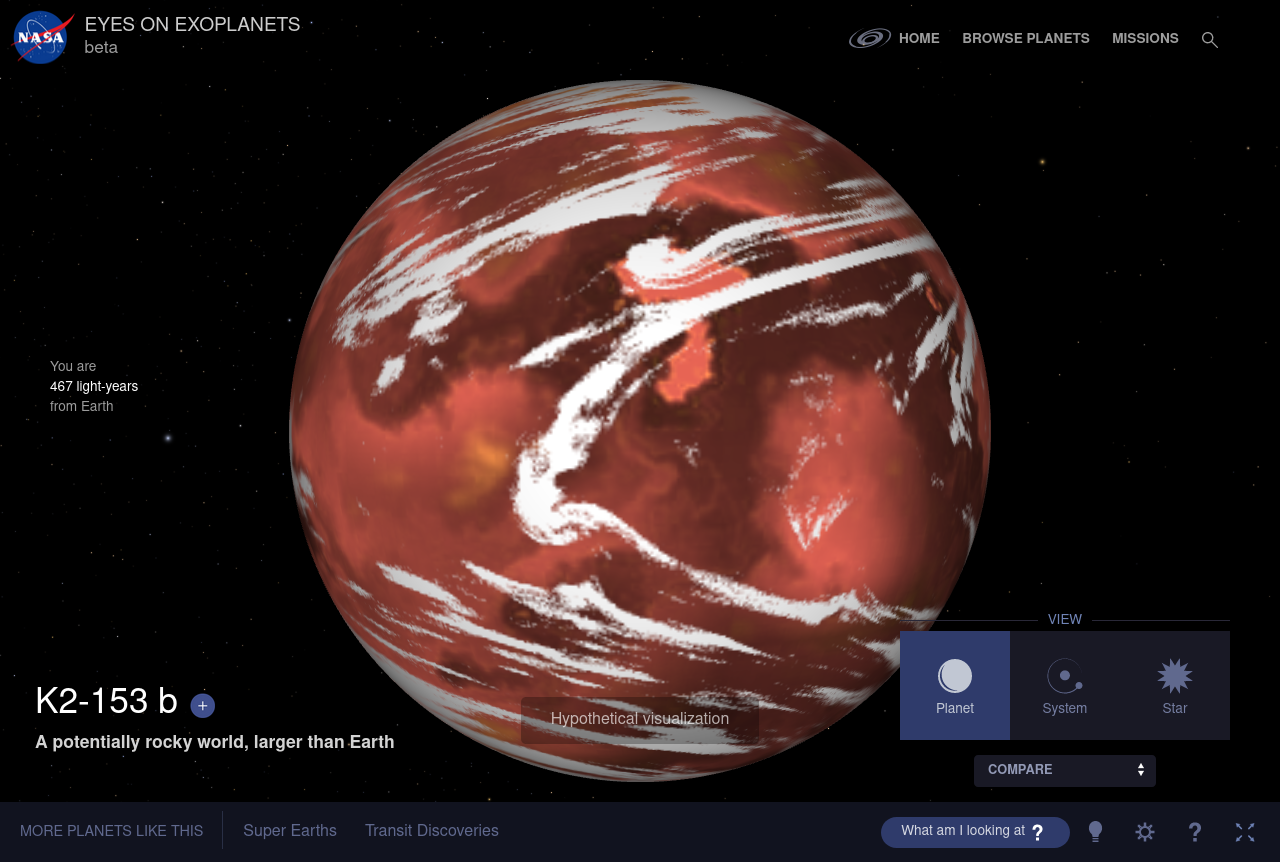 NASA
EYES ON EXOPLANETS
beta
HOME
BROWSE PLANETS
MISSIONS
You are
467 light-years
from Earth
K2-153 b +
A potentially rocky world, larger than Earth
Hypothetical visualization
VIEW
Planet
System
Star
COMPARE
MORE PLANETS LIKE THIS
Super Earths
Transit Discoveries
What am I looking at ?
?